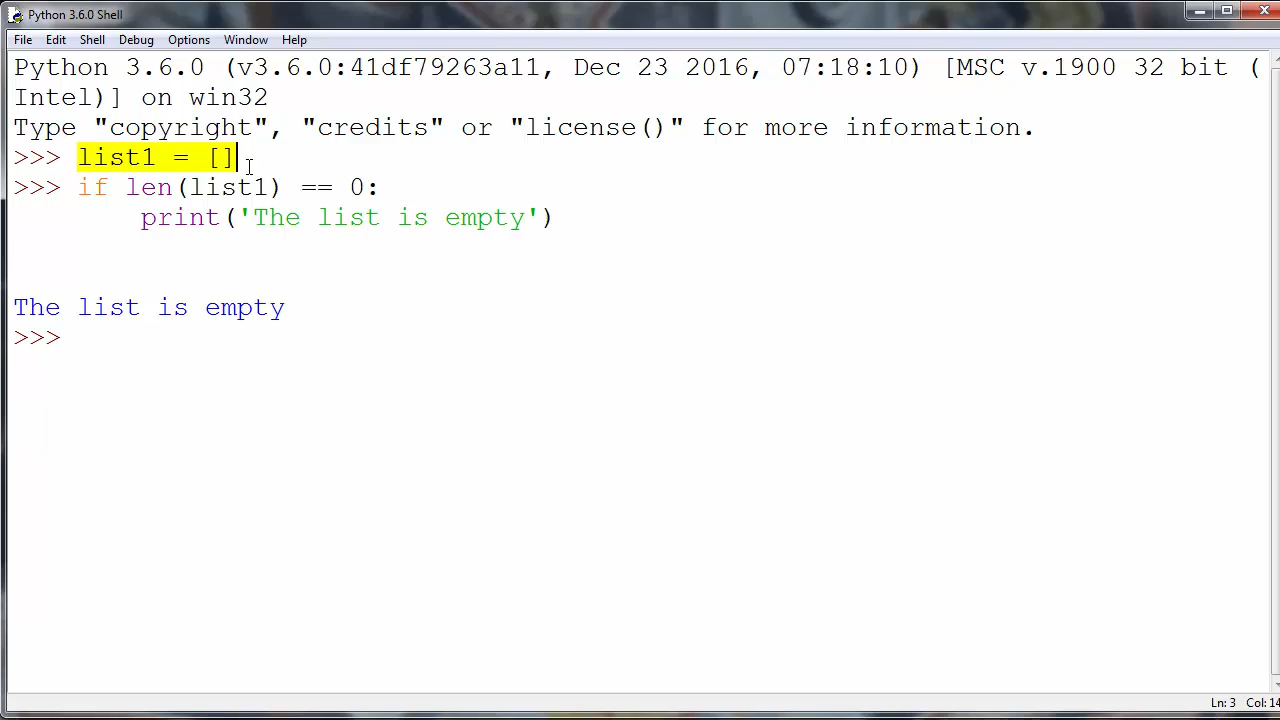 Python 3.6.0 Shell
File Edit Shell Debug Options Window Help
Python 3.6.0 (v3.6.0:41df79263a11, Dec 23 2016, 07:18:10) [MSC v.1900 32 bit (
Intel)] on win32
Type "copyright", "credits" or "license()" for more information.
>>> list1 = []
>>> if len(list1) == 0:
        print('The list is empty')
The list is empty
>>>
Ln: 3 Col: 14